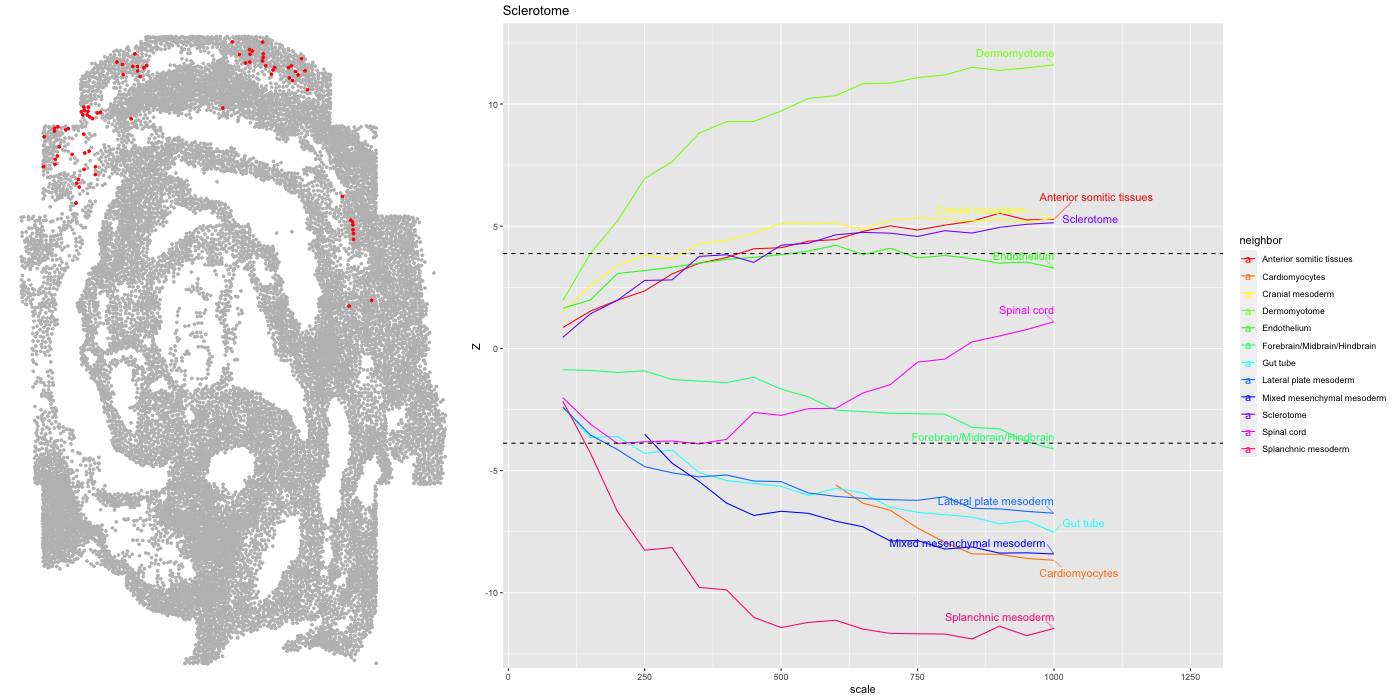 Sclerotome
Dermomyotome
10
Anterior somitic tissues
Cranial mesoderm
Sclerotome
5
Endothelium
Spinal cord
0
Z
Forebrain/Midbrain/Hindbrain
-5
Lateral plate mesoderm
Gut tube
Mixed mesenchymal mesoderm
Cardiomyocytes
-10
Splanchnic mesoderm
0
250
500
750
1000
1250
scale
neighbor
a Anterior somitic tissues
a Cardiomyocytes
a Cranial mesoderm
a Dermomyotome
a Endothelium
a Forebrain/Midbrain/Hindbrain
a Gut tube
a Lateral plate mesoderm
a Mixed mesenchymal mesoderm
a Sclerotome
a Spinal cord
a Splanchnic mesoderm